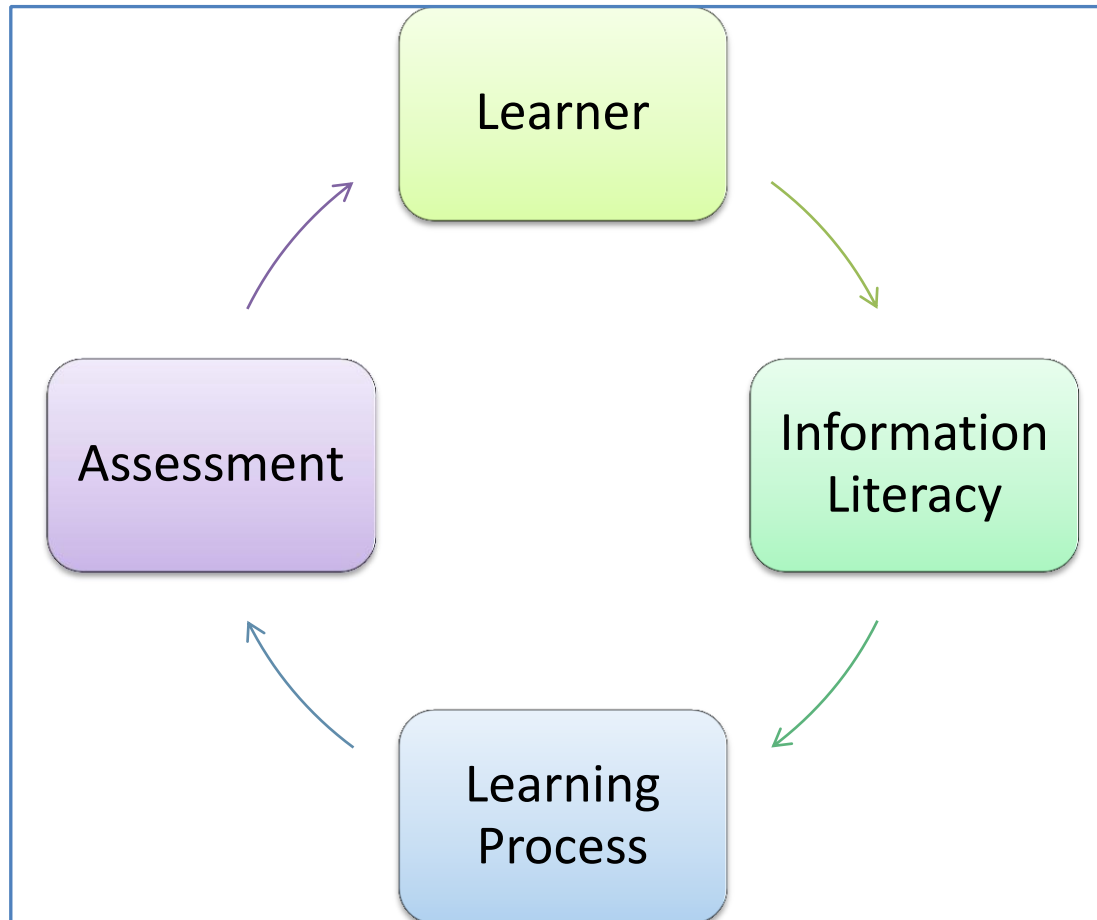 Learner
Assessment
Information
Literacy
Learning
Process